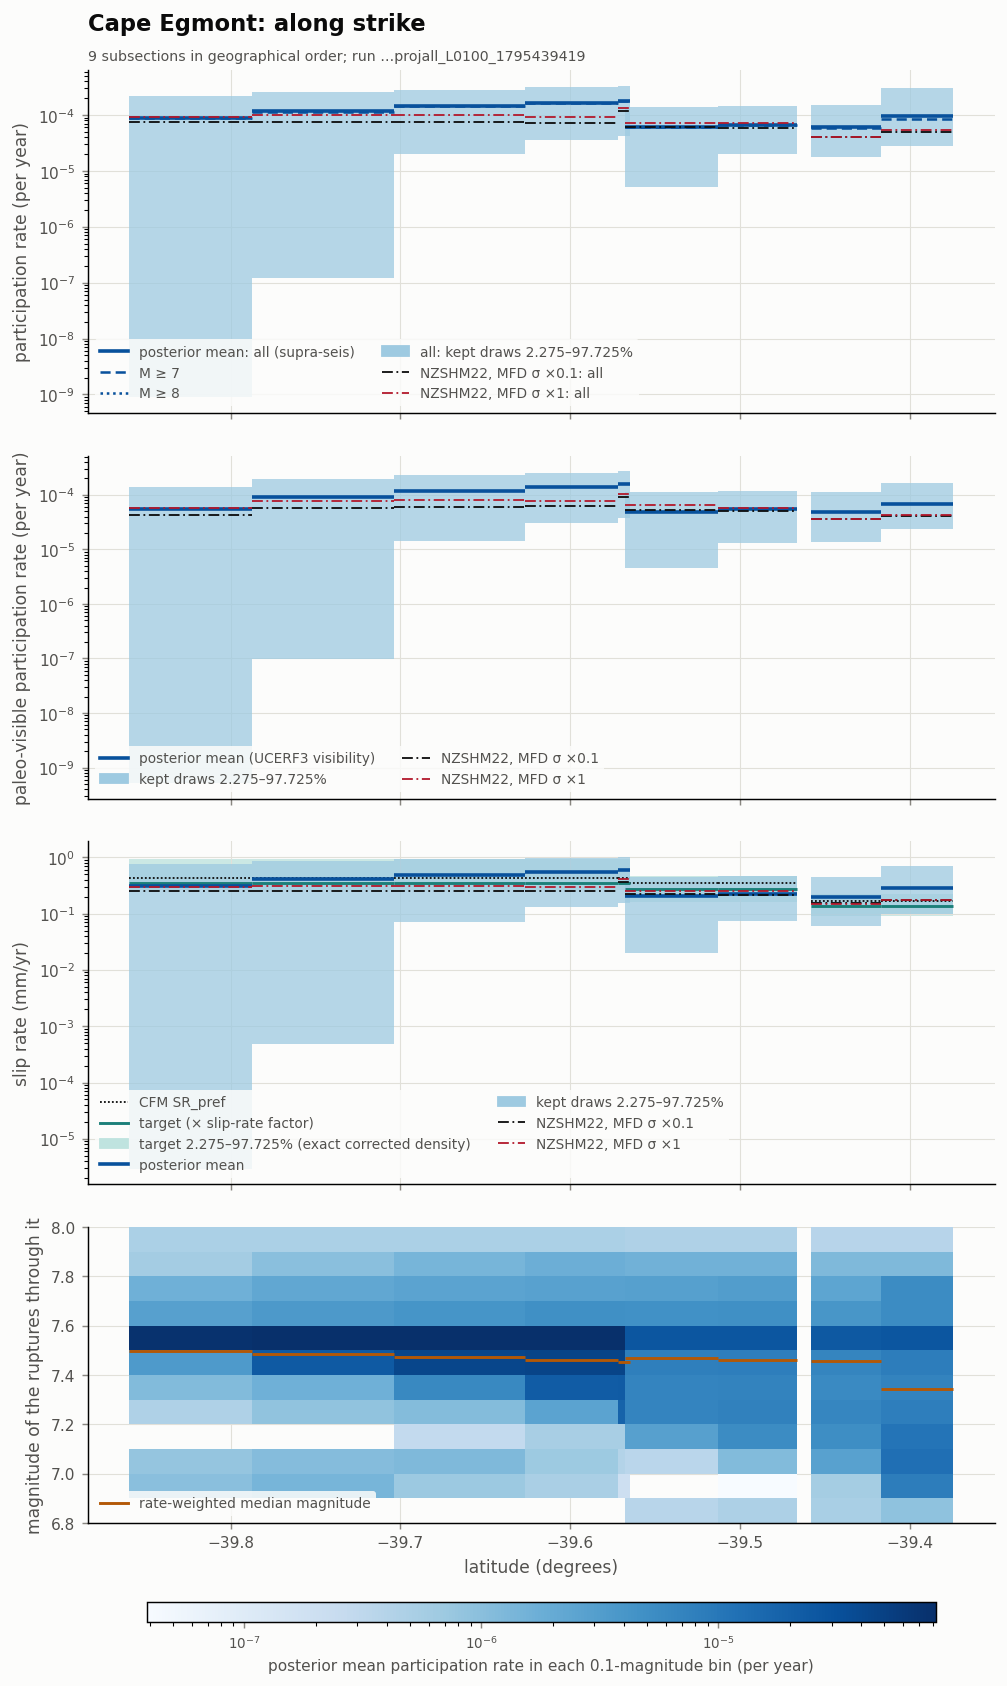 Cape Egmont: along strike
9 subsections in geographical order; run ...projall_L0100_1795439419
participation rate (per year)
10⁻⁴
10⁻⁵
10⁻⁶
10⁻⁷
10⁻⁸
10⁻⁹
posterior mean: all (supra-seis)
M ≥ 7
M ≥ 8
all: kept draws 2.275–97.725%
NZSHM22, MFD σ ×0.1: all
NZSHM22, MFD σ ×1: all
paleo-visible participation rate (per year)
10⁻⁴
10⁻⁵
10⁻⁶
10⁻⁷
10⁻⁸
10⁻⁹
posterior mean (UCERF3 visibility)
kept draws 2.275–97.725%
NZSHM22, MFD σ ×0.1
NZSHM22, MFD σ ×1
slip rate (mm/yr)
10⁰
10⁻¹
10⁻²
10⁻³
10⁻⁴
10⁻⁵
CFM SR_pref
target (× slip-rate factor)
target 2.275–97.725% (exact corrected density)
posterior mean
kept draws 2.275–97.725%
NZSHM22, MFD σ ×0.1
NZSHM22, MFD σ ×1
magnitude of the ruptures through it
8.0
7.8
7.6
7.4
7.2
7.0
6.8
rate-weighted median magnitude
−39.8 −39.7 −39.6 −39.5 −39.4
latitude (degrees)
10⁻⁷ 10⁻⁶ 10⁻⁵
posterior mean participation rate in each 0.1-magnitude bin (per year)